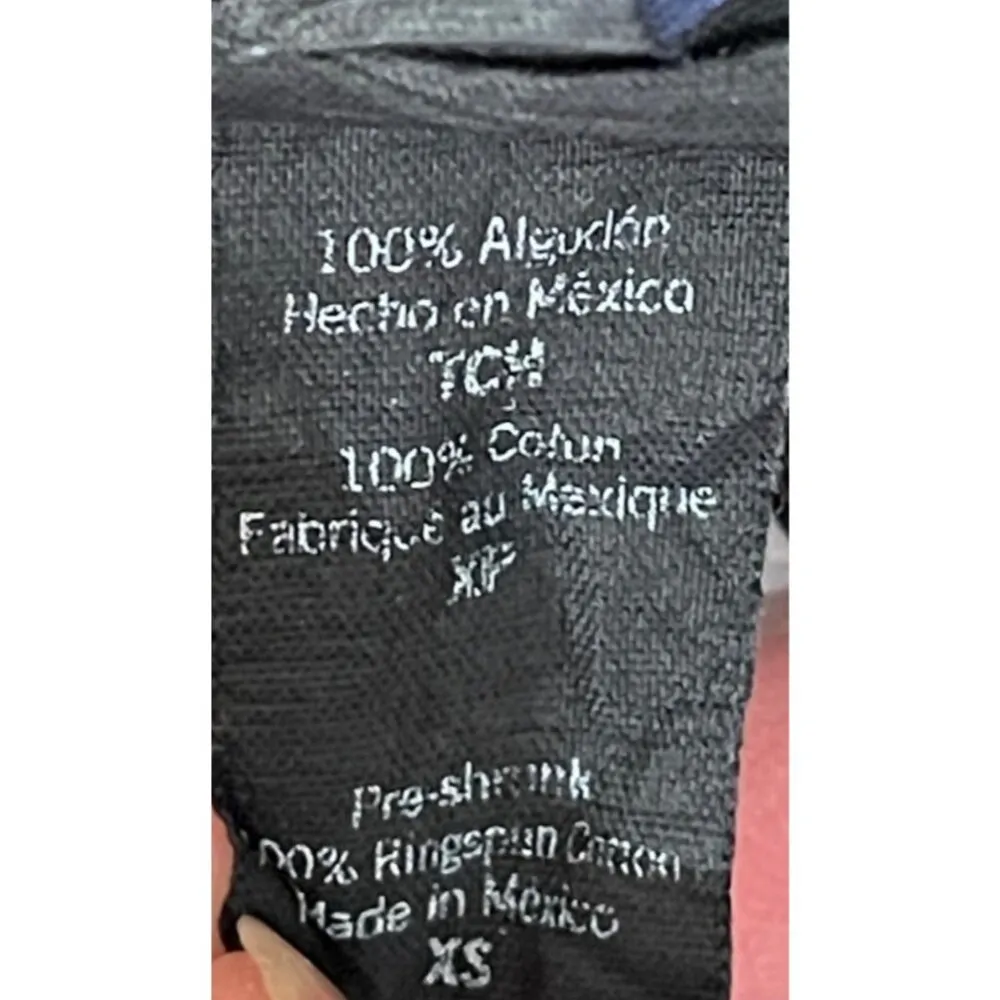 100% Algodón
Hecho en México
TCH
100% Coton
Fabriqué au Mexique
XP
Pre-shrunk
100% Ringspun Cotton
Made in México
XS